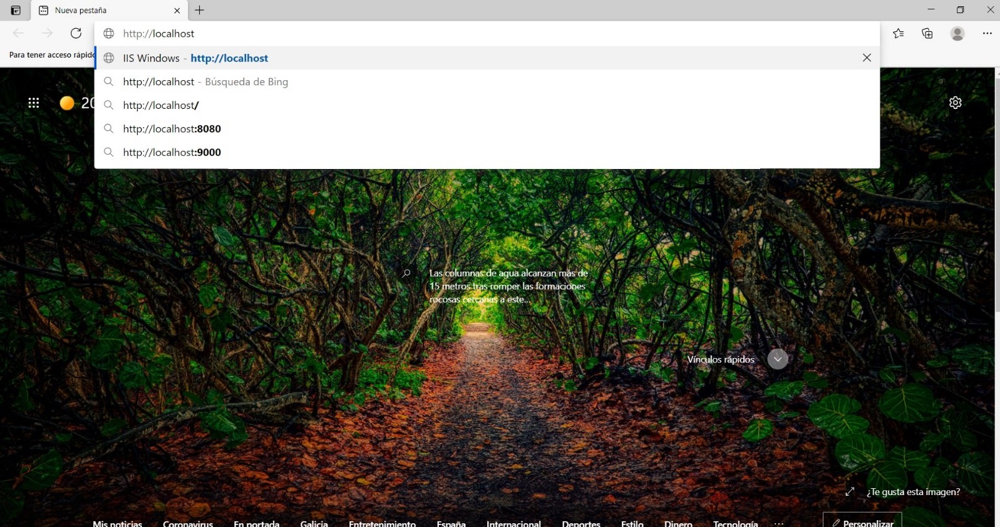 Nueva pestaña
http://localhost
Para tener acceso rápido
IIS Windows - http://localhost
http://localhost - Búsqueda de Bing
http://localhost/
20
http://localhost:8080
http://localhost:9000
Las columnas de agua alcanzan más de
15 metros tras romper las formaciones
rocosas cercanas a este...
Vínculos rápidos
¿Te gusta esta imagen?
Mis noticias Coronavirus En portada Galicia Entretenimiento España Internacional Deportes Estilo Dinero Tecnología ... Personalizar